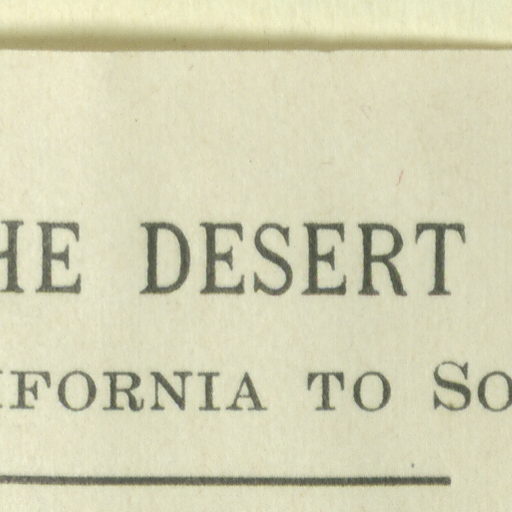 HE DESERT
IFORNIA TO SO